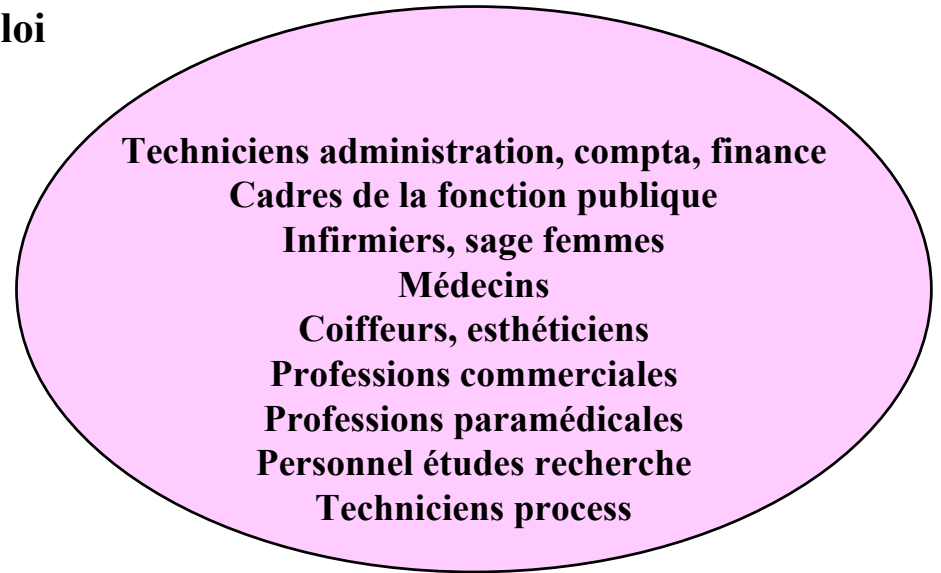 loi
Techniciens administration, compta, finance
Cadres de la fonction publique
Infirmiers, sage femmes
Médecins
Coiffeurs, esthéticiens
Professions commerciales
Professions paramédicales
Personnel études recherche
Techniciens process